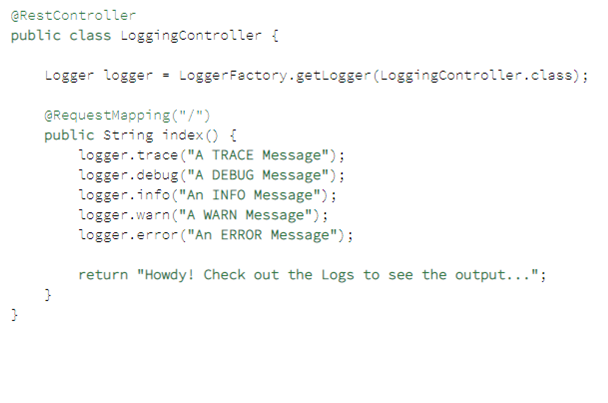 @RestController
public class LoggingController {
Logger logger = LoggerFactory.getLogger(LoggingController.class);
@RequestMapping("/")
public String index() {
logger.trace("A TRACE Message");
logger.debug("A DEBUG Message");
logger.info("An INFO Message");
logger.warn("A WARN Message");
logger.error("An ERROR Message");
return "Howdy! Check out the Logs to see the output...";
}
}